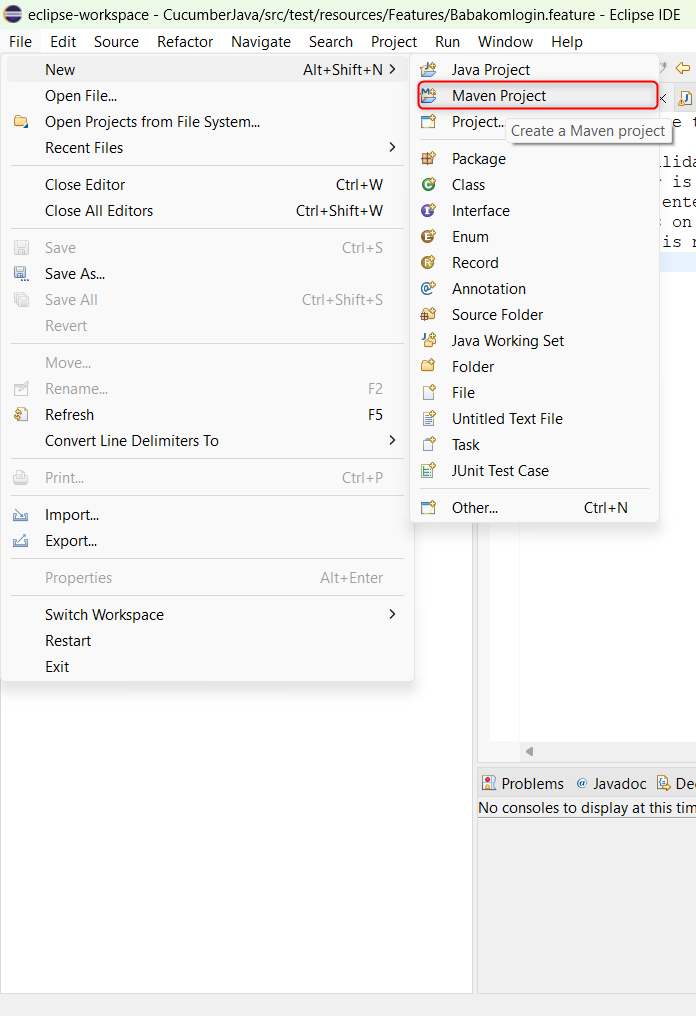 eclipse-workspace - CucumberJava/src/test/resources/Features/Babakomlogin.feature - Eclipse IDE
File Edit Source Refactor Navigate Search Project Run Window Help
New Alt+Shift+N
Open File...
Open Projects from File System...
Recent Files
Close Editor Ctrl+W
Close All Editors Ctrl+Shift+W
Save Ctrl+S
Save As...
Save All Ctrl+Shift+S
Revert
Move...
Rename... F2
Refresh F5
Convert Line Delimiters To
Print... Ctrl+P
Import...
Export...
Properties Alt+Enter
Switch Workspace
Restart
Exit
Java Project
Maven Project
Project...
Create a Maven project
Package
Class
Interface
Enum
Record
Annotation
Source Folder
Java Working Set
Folder
File
Untitled Text File
Task
JUnit Test Case
Other... Ctrl+N
is
on
is
Problems Javadoc
No consoles to display at this